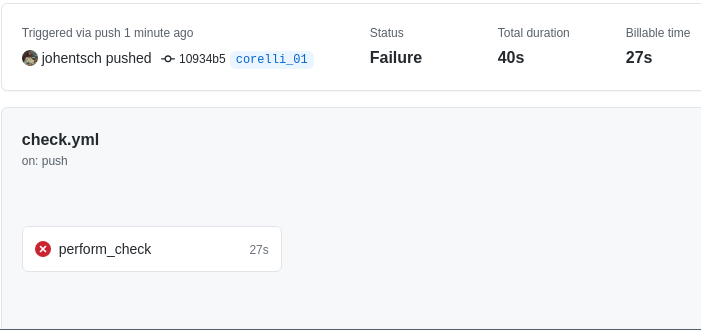 Triggered via push 1 minute ago
johentsch pushed 10934b5 corelli_01
Status
Failure
Total duration
40s
Billable time
27s
check.yml
on: push
perform_check 27s